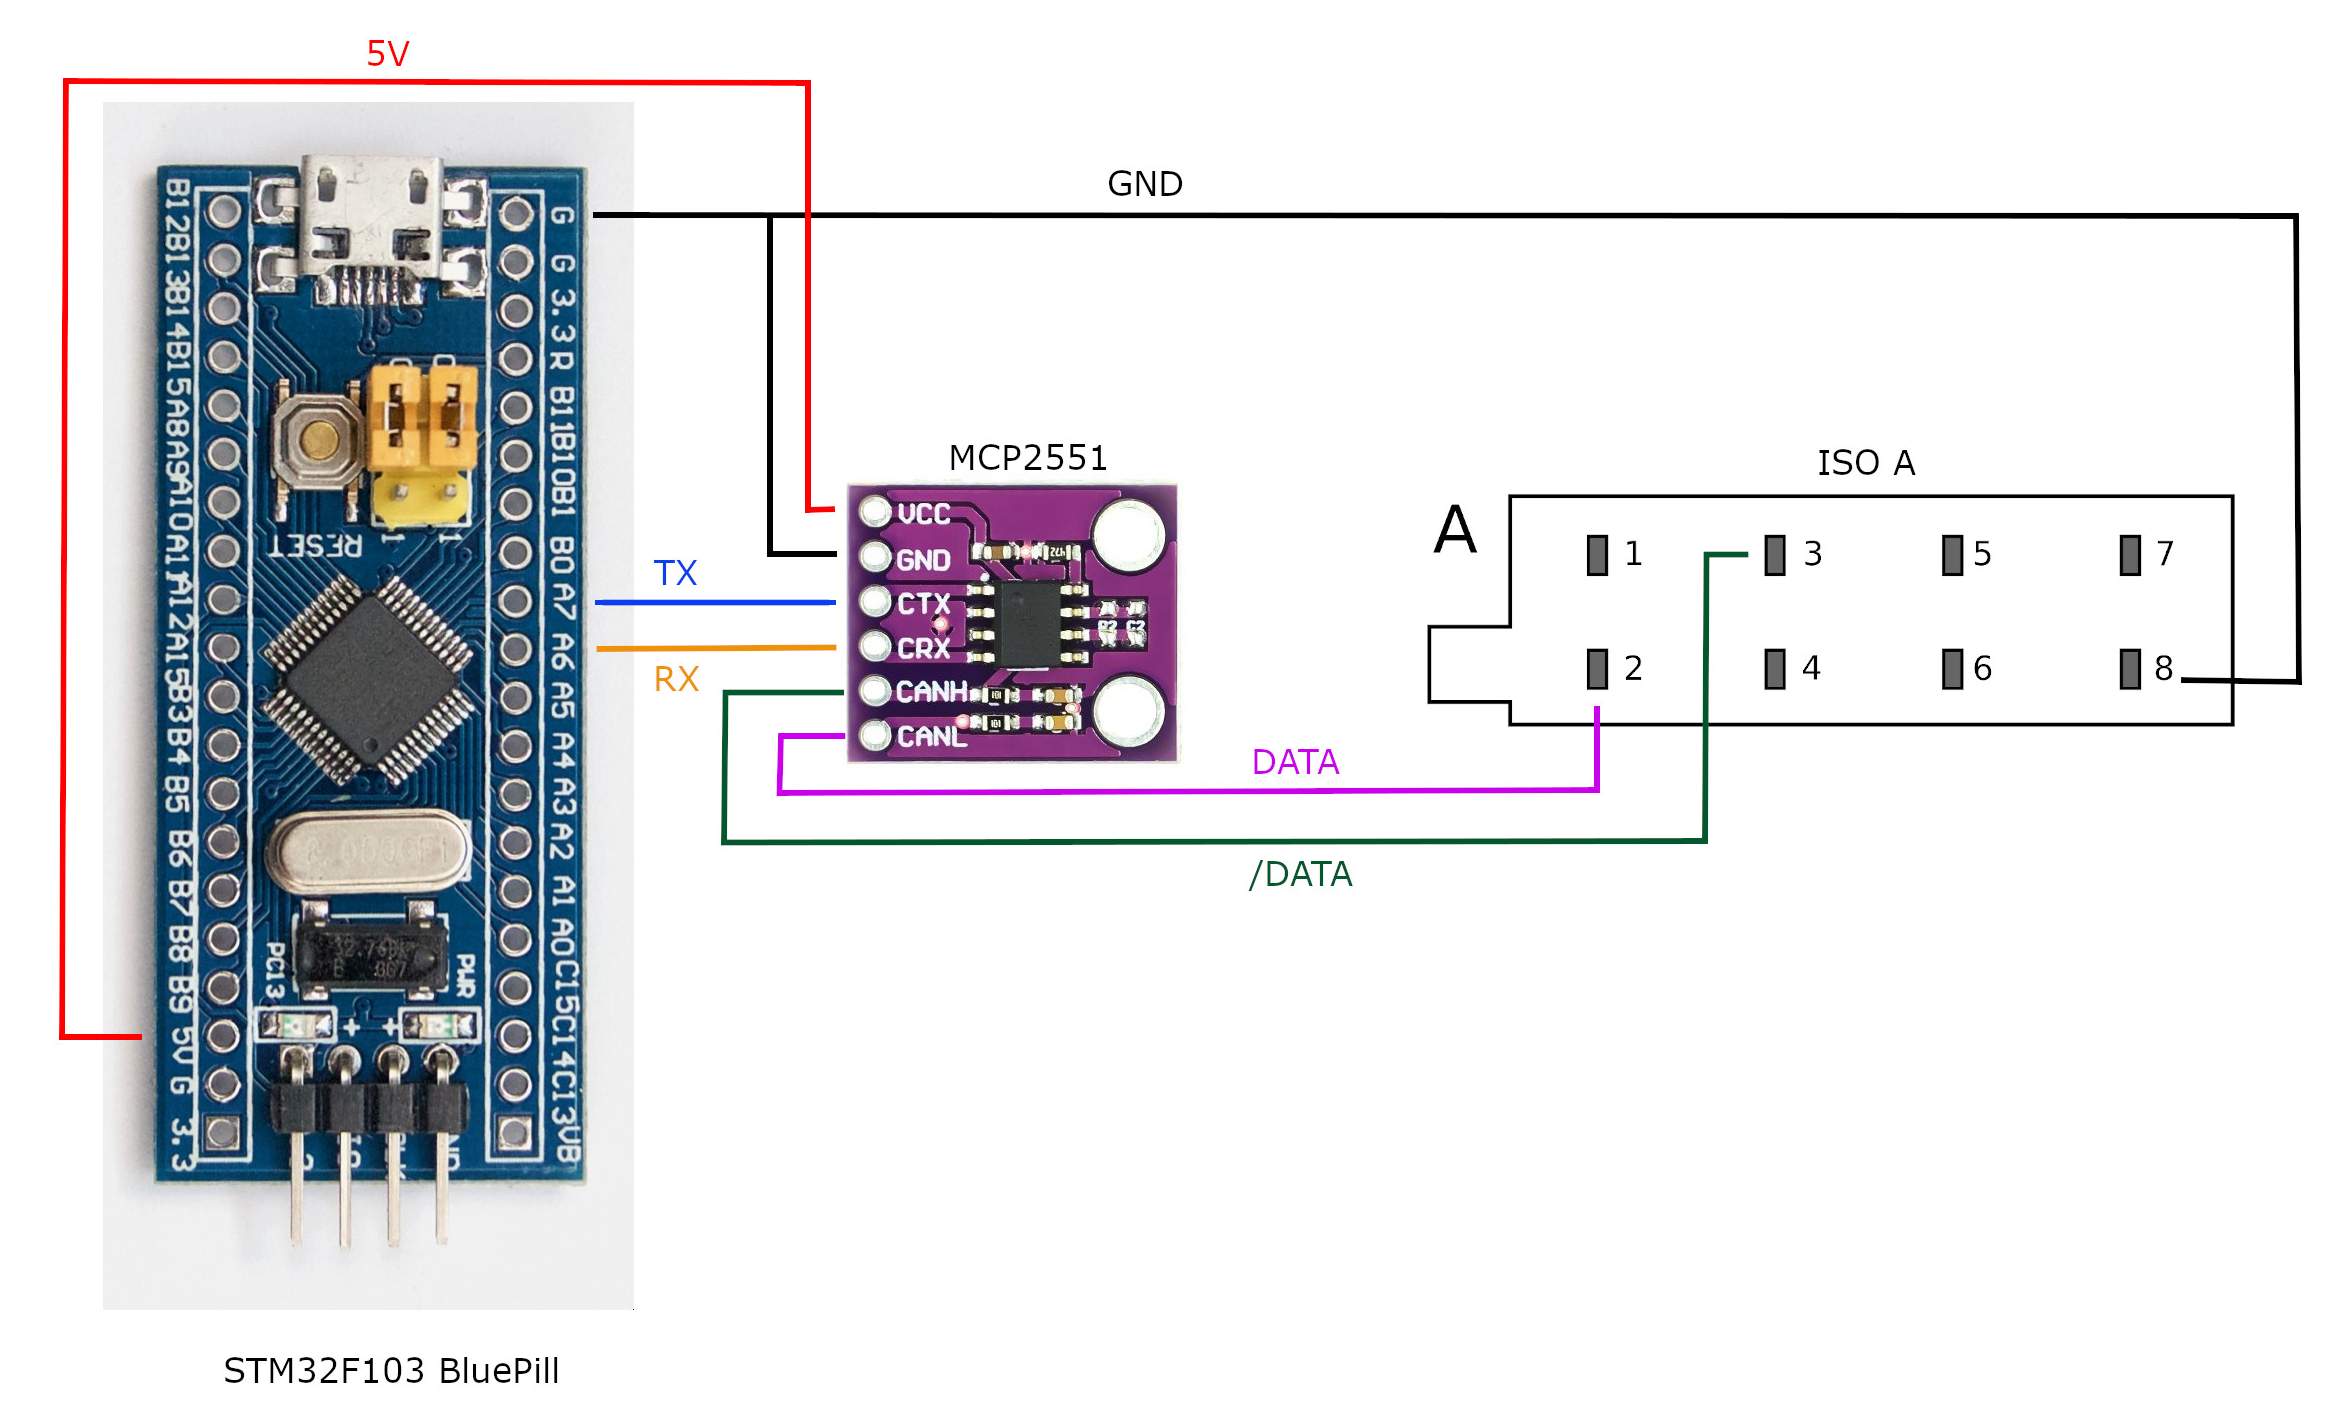 5V
GND
B12
B13
B14
B15
A8
A9
A10
A11
A12
A15
B3
B4
B5
B6
B7
B8
B9
5V
G
3.3
G
G
3.3
R
B11
B10
B1
B0
A7
A6
A5
A4
A3
A2
A1
A0
C15
C14
C13
VB
RESET
1
1
PC13
PWR
+
+
TX
RX
MCP2551
VCC
GND
CTX
CRX
CANH
CANL
ISO A
A
1
3
5
7
2
4
6
8
DATA
/DATA
STM32F103 BluePill